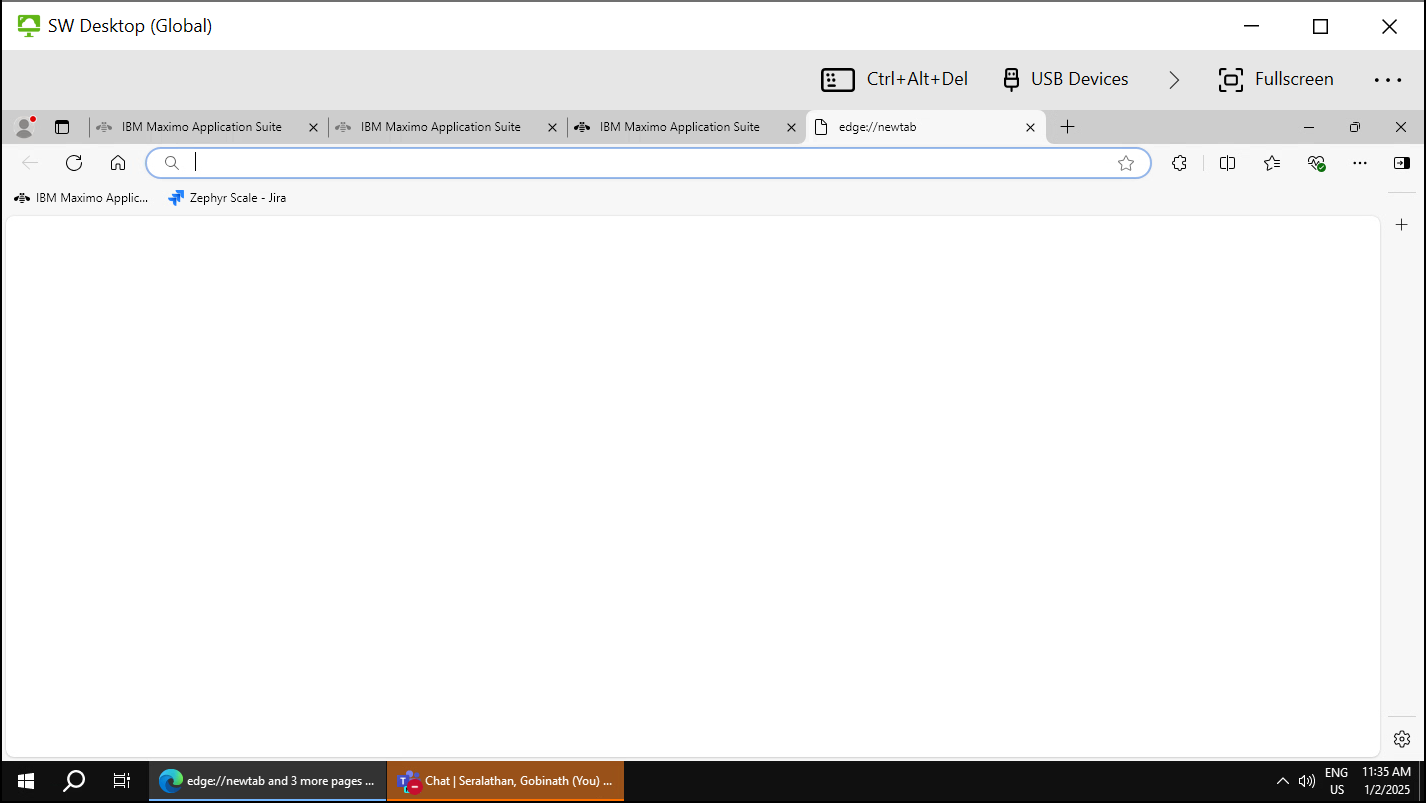 SW Desktop (Global)
Ctrl+Alt+Del USB Devices Fullscreen
IBM Maximo Application Suite IBM Maximo Application Suite IBM Maximo Application Suite edge://newtab
IBM Maximo Applic... Zephyr Scale - Jira
edge://newtab and 3 more pages ... Chat | Seralathan, Gobinath (You) ... ENG 11:35 AM
US 1/2/2025